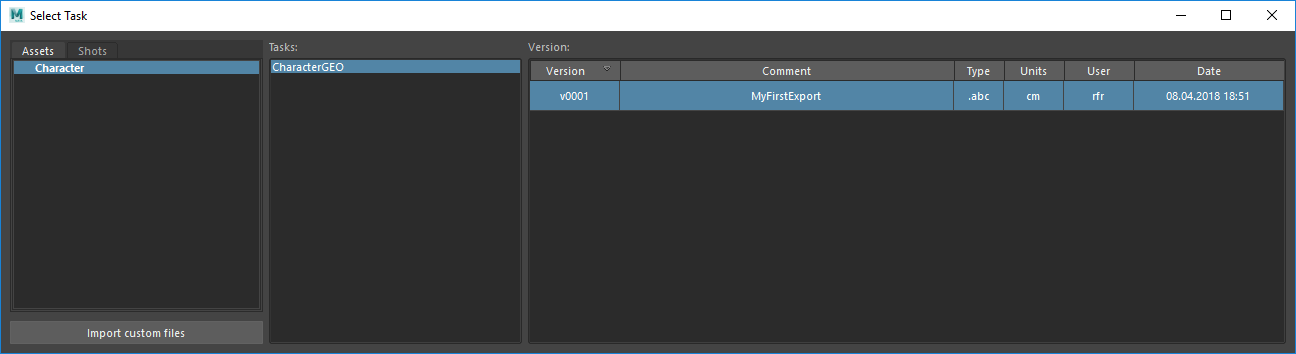 Select Task
Assets Shots
Character
Import custom files
Tasks:
CharacterGEO
Version:
Version Comment Type Units User Date
v0001 MyFirstExport .abc cm rfr 08.04.2018 18:51